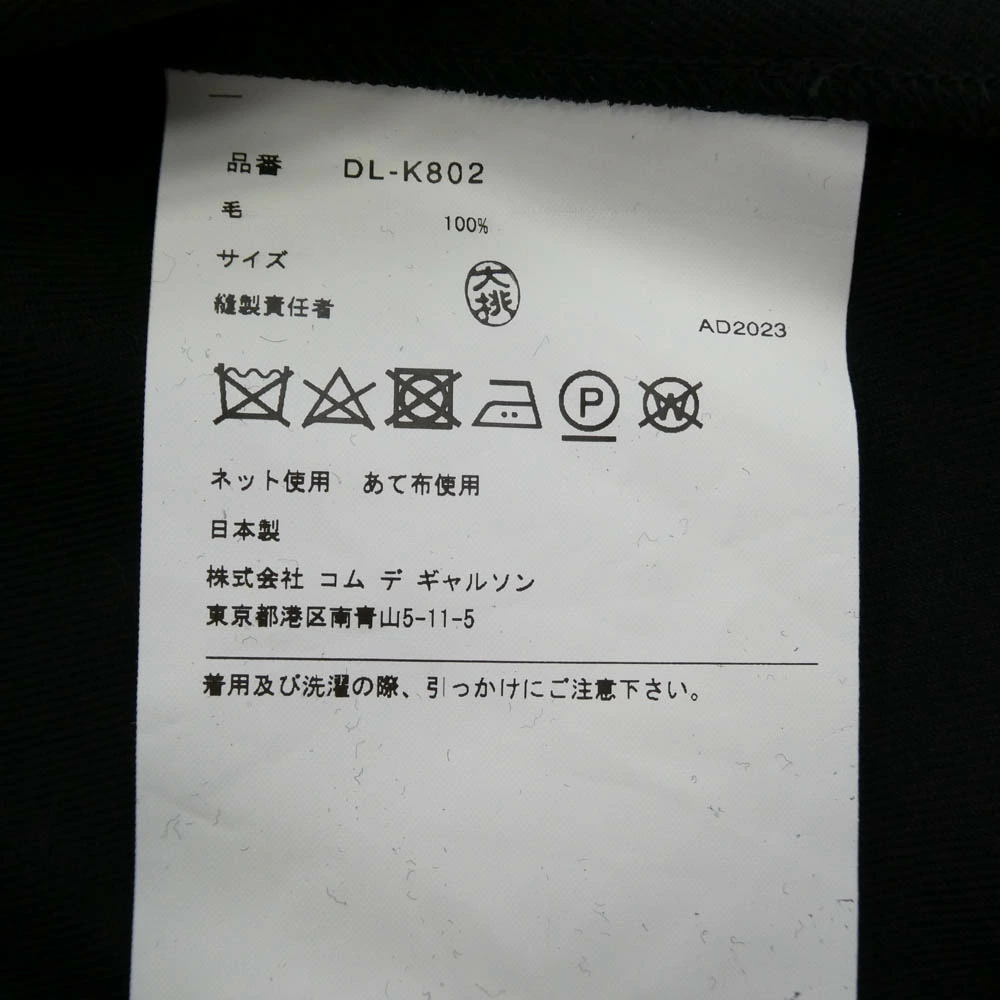 品番 DL-K802
毛 100%
サイズ
縫製責任者 大桃
AD2023
P W
ネット使用 あて布使用
日本製
株式会社 コム デ ギャルソン
東京都港区南青山5-11-5
着用及び洗濯の際、引っかけにご注意下さい。